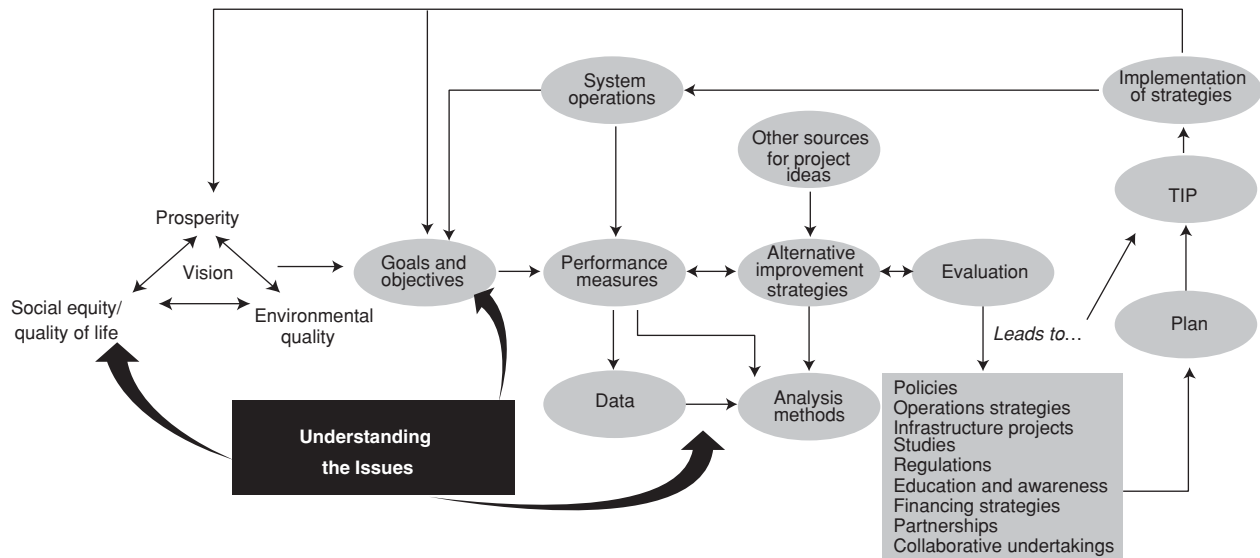 System
operations
Implementation
of strategies
Other sources
for project
ideas
TIP
Prosperity
Vision
Social equity/
quality of life
Environmental
quality
Goals and
objectives
Performance
measures
Alternative
improvement
strategies
Evaluation
Leads to…
Plan
Data
Analysis
methods
Understanding
the Issues
Policies
Operations strategies
Infrastructure projects
Studies
Regulations
Education and awareness
Financing strategies
Partnerships
Collaborative undertakings